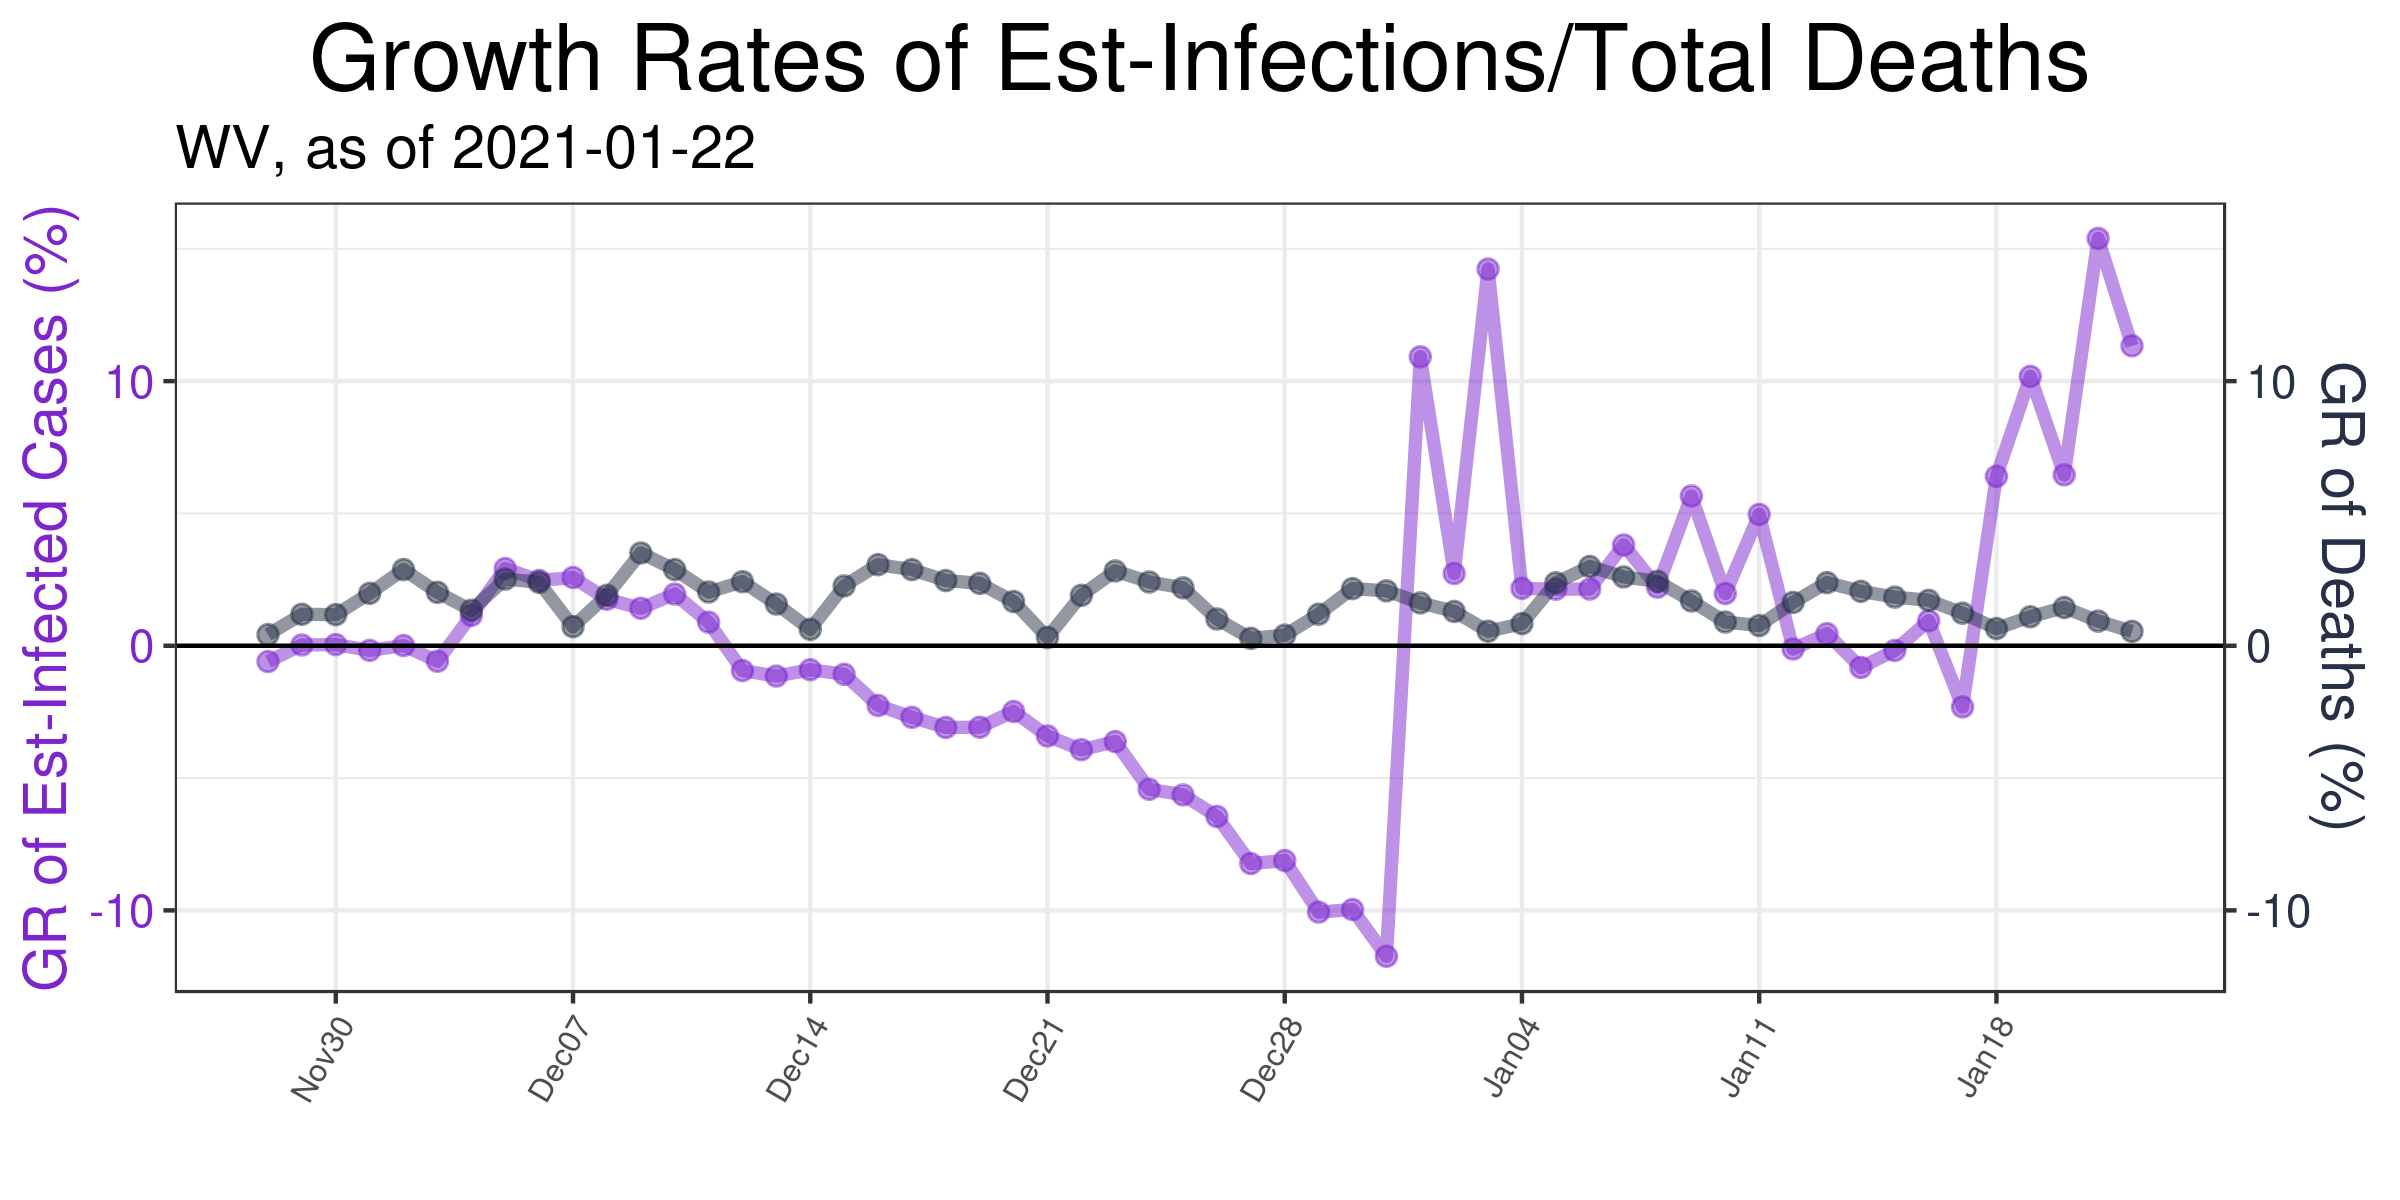 Growth Rates of Est-Infections/Total Deaths
WV, as of 2021-01-22
GR of Est-Infected Cases (%)
10
0
-10
10
0
-10
GR of Deaths (%)
Nov30
Dec07
Dec14
Dec21
Dec28
Jan04
Jan11
Jan18